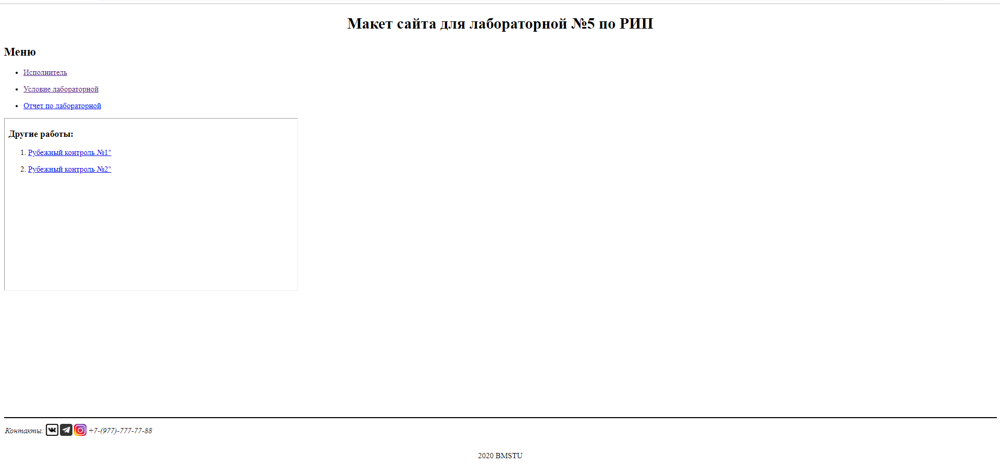 Макет сайта для лабораторной №5 по РИП
Меню
• Исполнитель
• Условие лабораторной
• Отчет по лабораторной
Другие работы:
1. Рубежный контроль №1"
2. Рубежный контроль №2"
Контакты: +7-(977)-777-77-88
2020 BMSTU